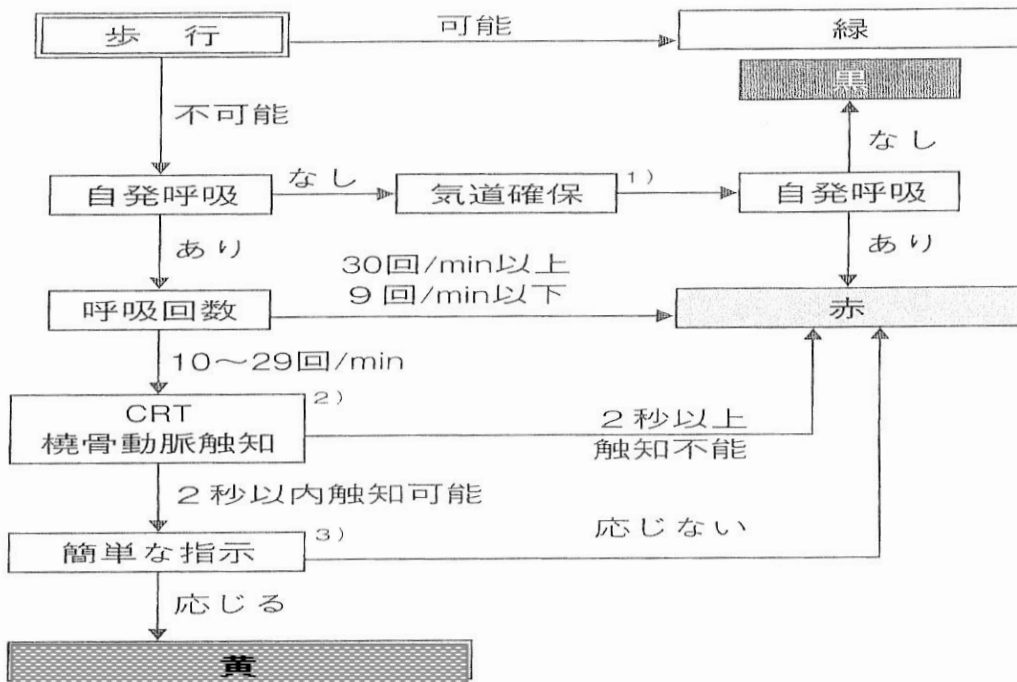 歩 行
可能
緑
黒
不可能
なし
自発呼吸
なし
気道確保
1)
自発呼吸
あり
あり
30回/min以上
9回/min以下
呼吸回数
赤
10～29回/min
CRT
2)
橈骨動脈触知
2秒以上
触知不能
2秒以内触知可能
簡単な指示
3)
応じない
応じる
黄